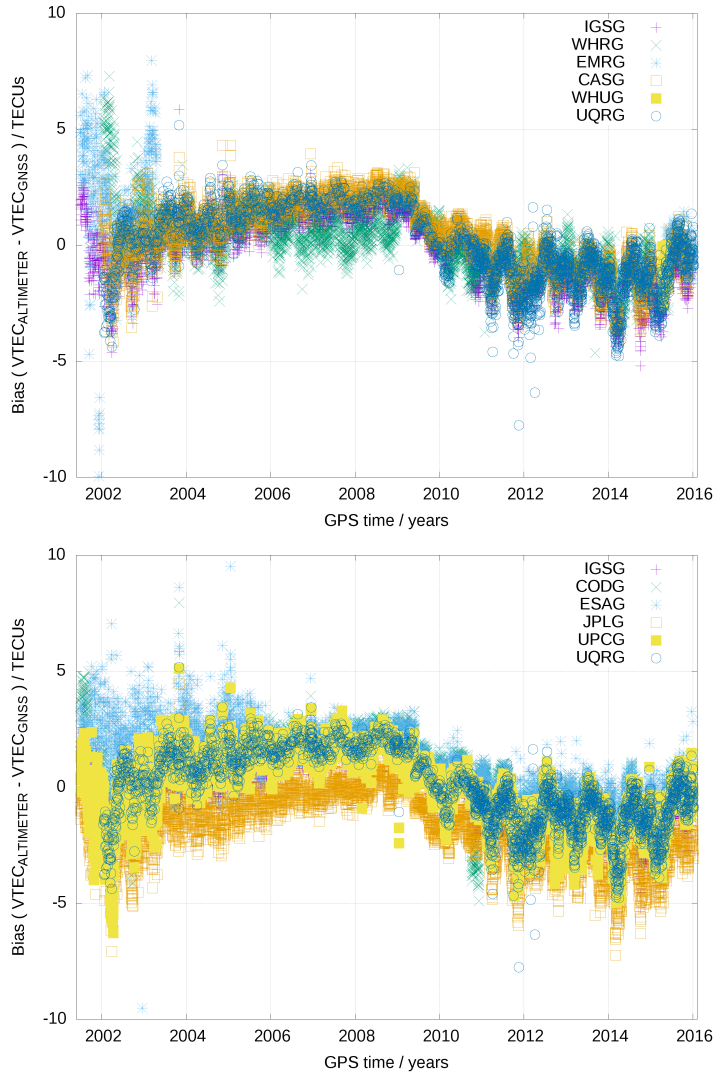 10
5
0
-5
-10
2002 2004 2006 2008 2010 2012 2014 2016
Bias ( VTEC_ALTIMETER - VTEC_GNSS ) / TECUs
GPS time / years
IGSG
WHRG
EMRG
CASG
WHUG
UQRG
10
5
0
-5
-10
2002 2004 2006 2008 2010 2012 2014 2016
Bias ( VTEC_ALTIMETER - VTEC_GNSS ) / TECUs
GPS time / years
IGSG
CODG
ESAG
JPLG
UPCG
UQRG